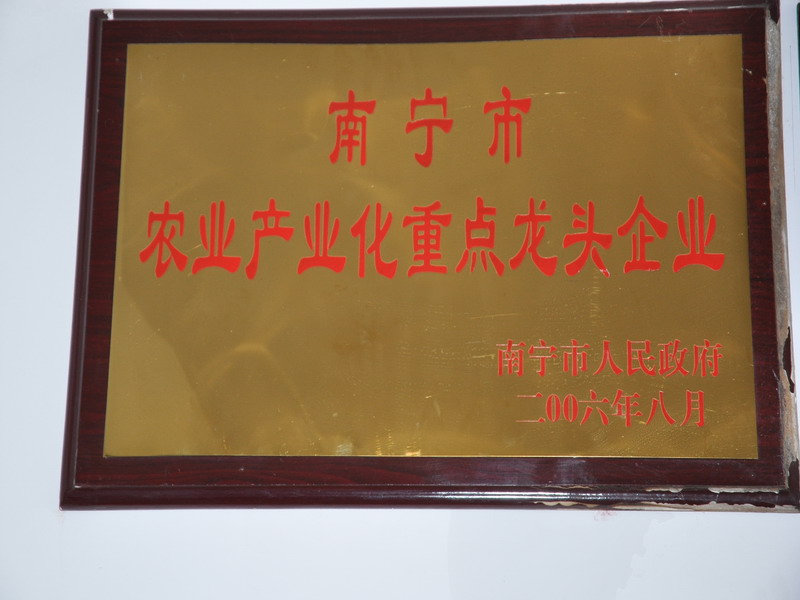 南宁市
农业产业化重点龙头企业
南宁市人民政府
二00六年八月